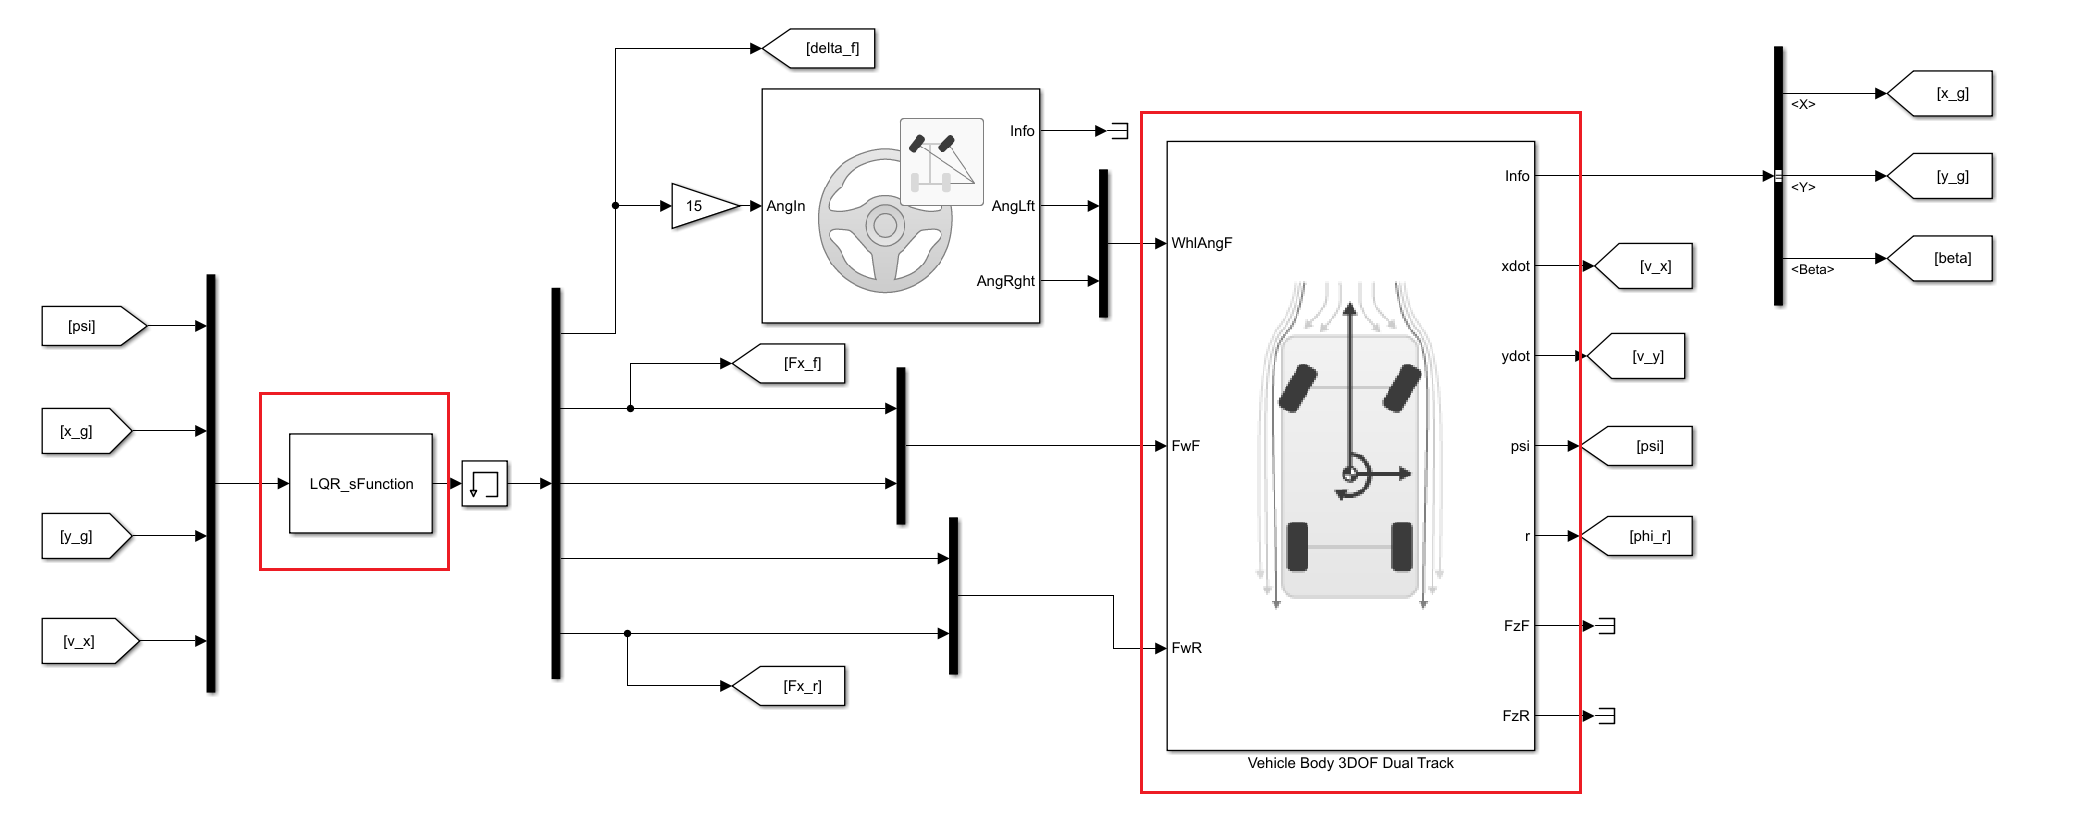 [psi]
[x_g]
[y_g]
[v_x]
LQR_sFunction
[delta_f]
15
AngIn
Info
AngLft
AngRght
[Fx_f]
[Fx_r]
WhlAngF
FwF
FwR
Info
xdot
ydot
psi
r
FzF
FzR
Vehicle Body 3DOF Dual Track
[v_x]
[v_y]
[psi]
[phi_r]
<X>
<Y>
<Beta>
[x_g]
[y_g]
[beta]